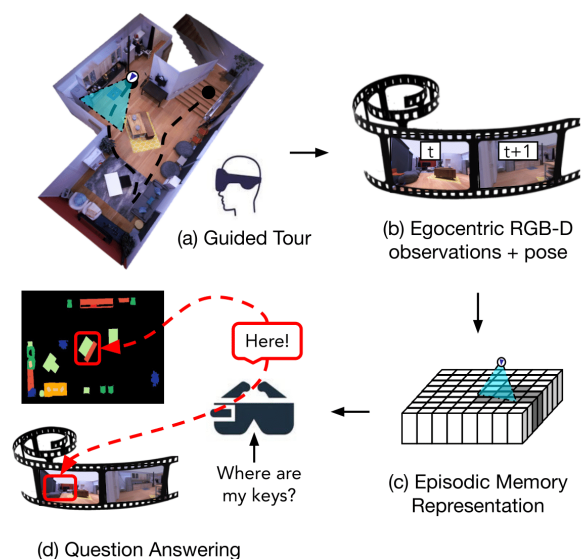 (a) Guided Tour
t
t+1
(b) Egocentric RGB-D
observations + pose
Here!
Where are
my keys?
(c) Episodic Memory
Representation
(d) Question Answering